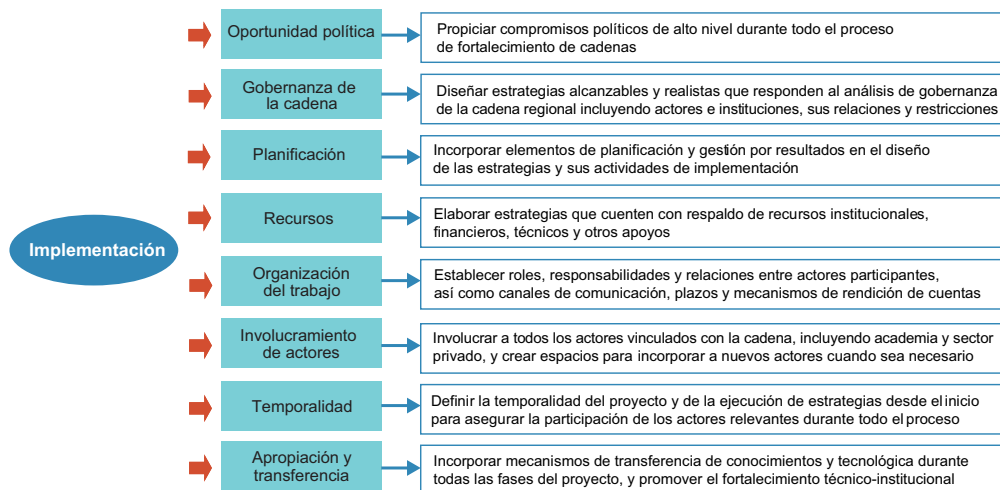 Oportunidad política
Propiciar compromisos políticos de alto nivel durante todo el proceso
de fortalecimiento de cadenas
Gobernanza de
la cadena
Diseñar estrategias alcanzables y realistas que responden al análisis de gobernanza
de la cadena regional incluyendo actores e instituciones, sus relaciones y restricciones
Planificación
Incorporar elementos de planificación y gestión por resultados en el diseño
de las estrategias y sus actividades de implementación
Implementación
Recursos
Elaborar estrategias que cuenten con respaldo de recursos institucionales,
financieros, técnicos y otros apoyos
Organización
del trabajo
Establecer roles, responsabilidades y relaciones entre actores participantes,
así como canales de comunicación, plazos y mecanismos de rendición de cuentas
Involucramiento
de actores
Involucrar a todos los actores vinculados con la cadena, incluyendo academia y sector
privado, y crear espacios para incorporar a nuevos actores cuando sea necesario
Temporalidad
Definir la temporalidad del proyecto y de la ejecución de estrategias desde el inicio
para asegurar la participación de los actores relevantes durante todo el proceso
Apropiación y
transferencia
Incorporar mecanismos de transferencia de conocimientos y tecnológica durante
todas las fases del proyecto, y promover el fortalecimiento técnico-institucional